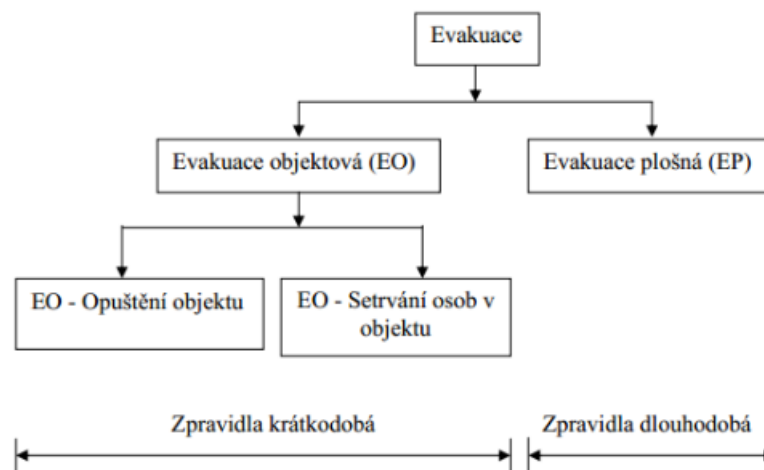 Evakuace
Evakuace objektová (EO)
Evakuace plošná (EP)
EO - Opuštění objektu
EO - Setrvání osob v
objektu
Zpravidla krátkodobá
Zpravidla dlouhodobá